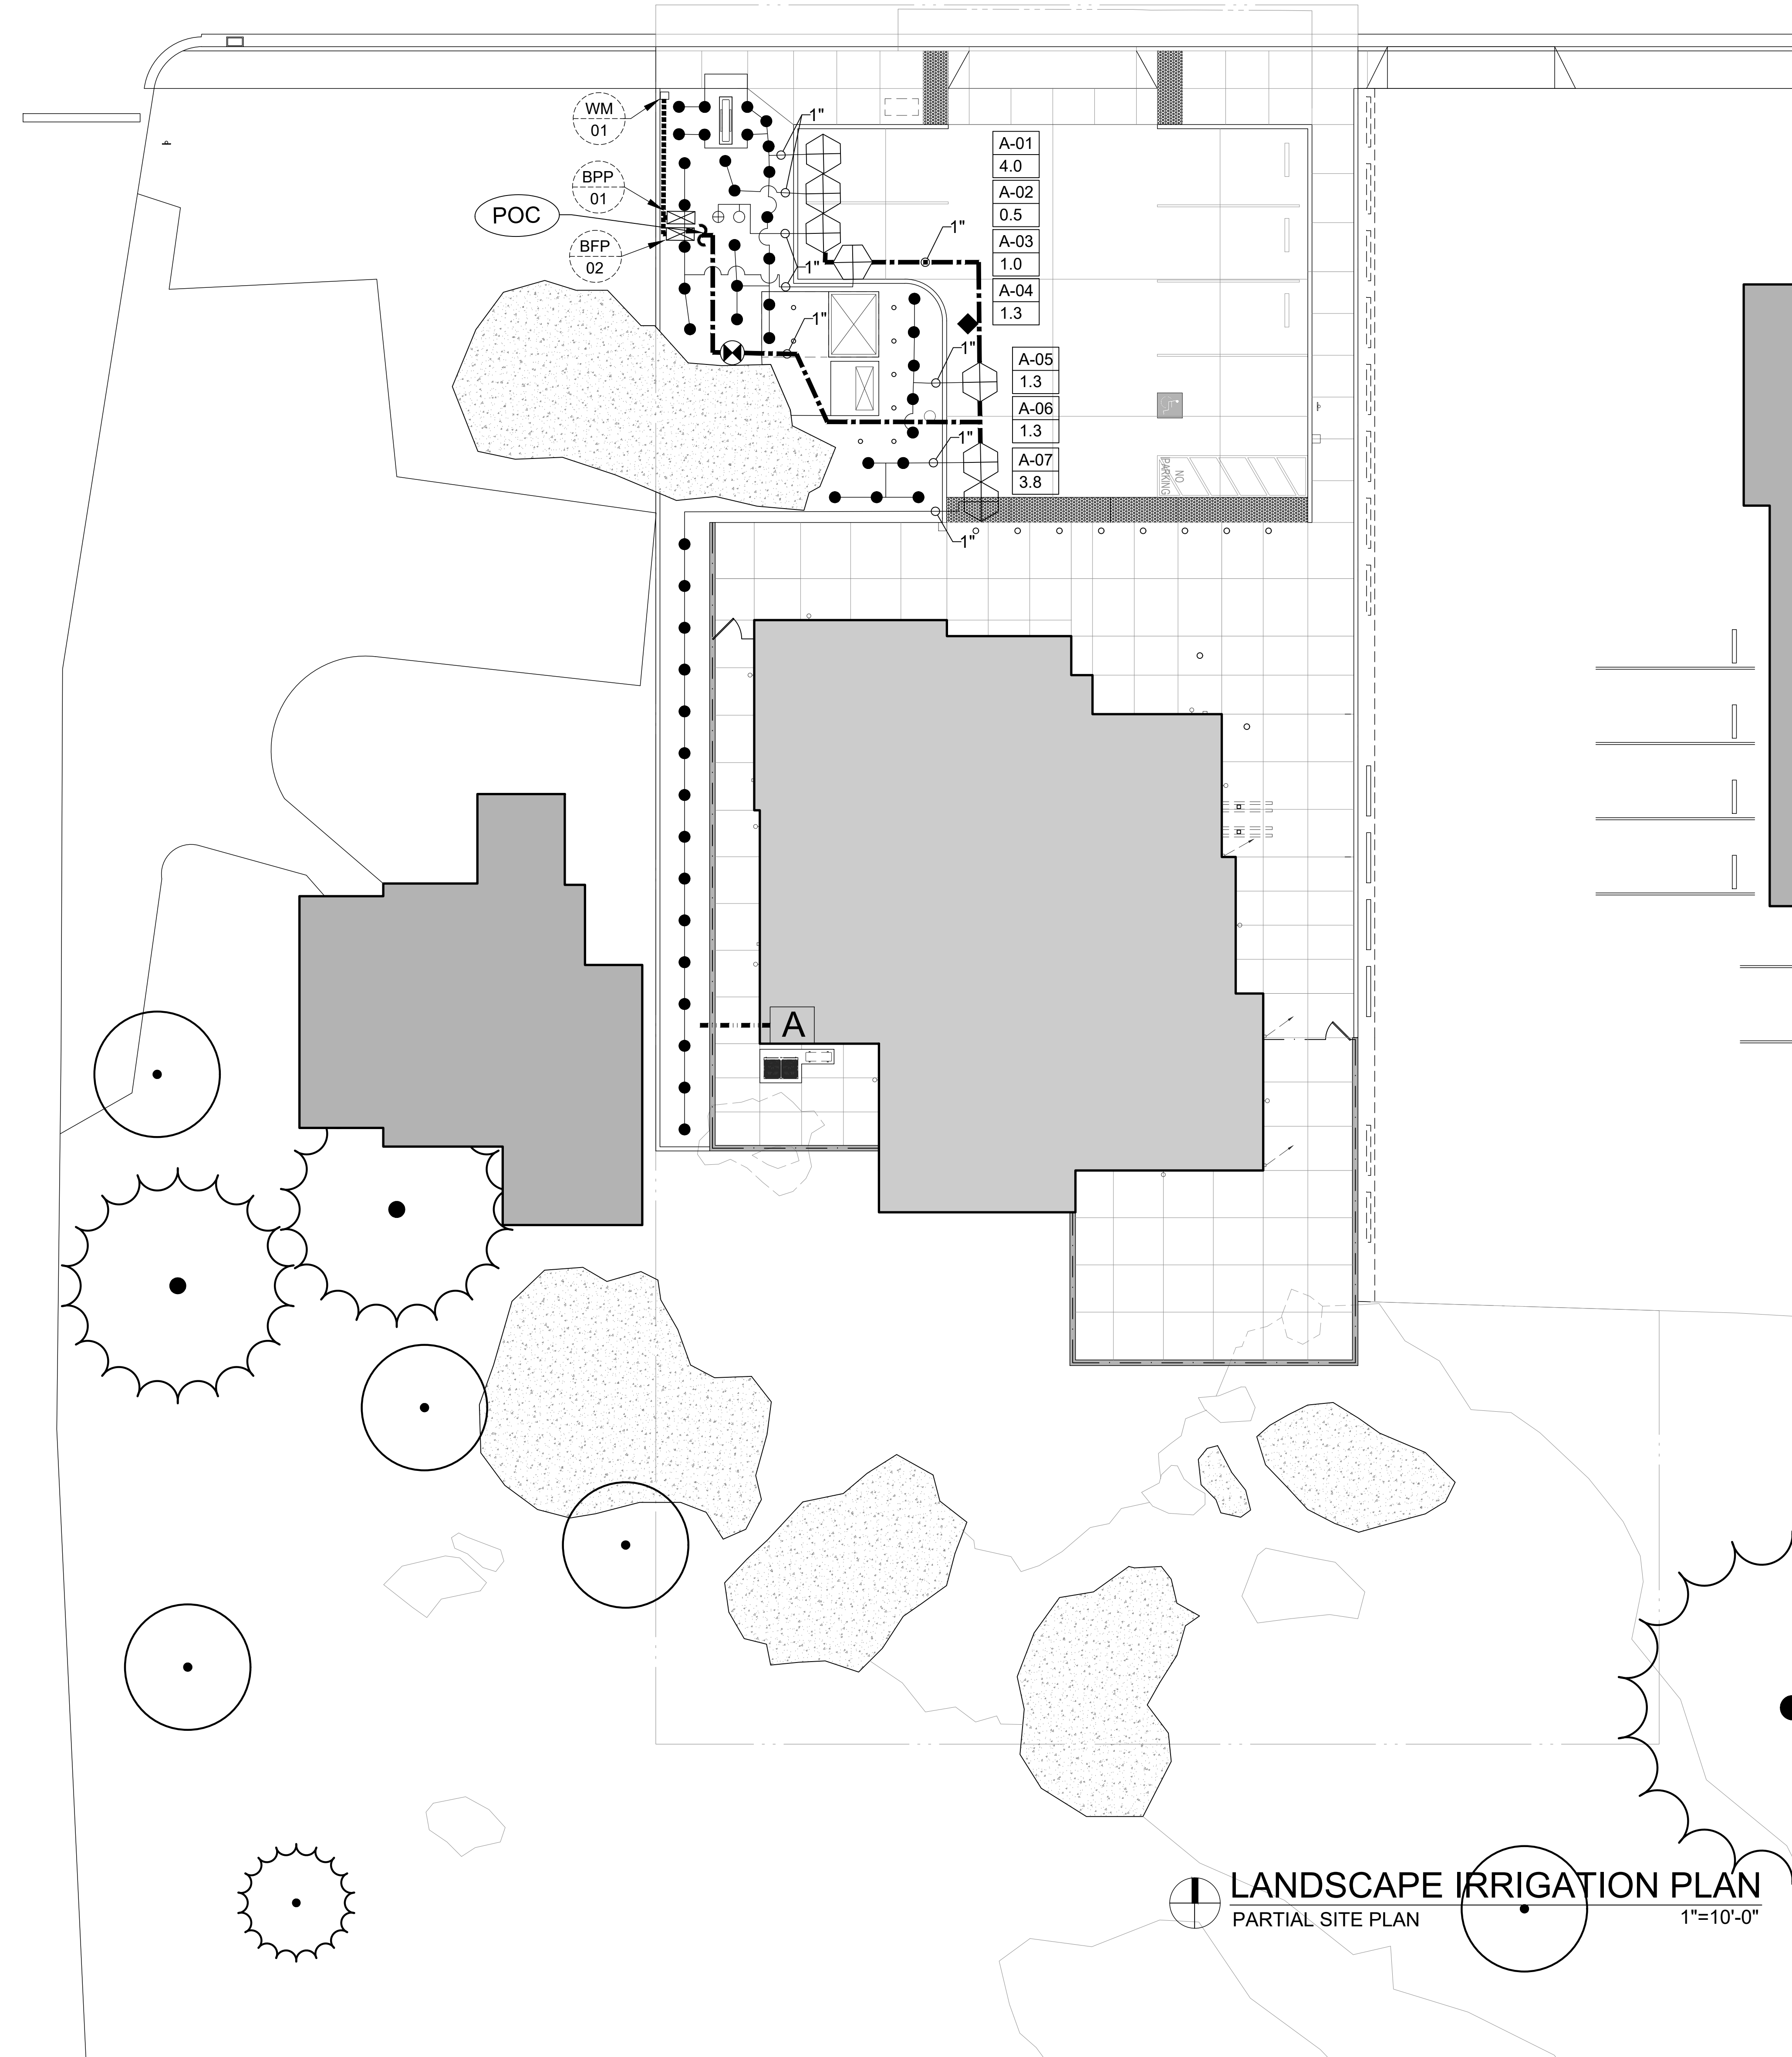 WM
01
BPP
01
POC
BFP
02
1"
1"
1"
1"
1"
1"
1"
A-01
4.0
A-02
0.5
A-03
1.0
A-04
1.3
A-05
1.3
A-06
1.3
A-07
3.8
NO
PARKING
A
LANDSCAPE IRRIGATION PLAN
PARTIAL SITE PLAN
1"=10'-0"